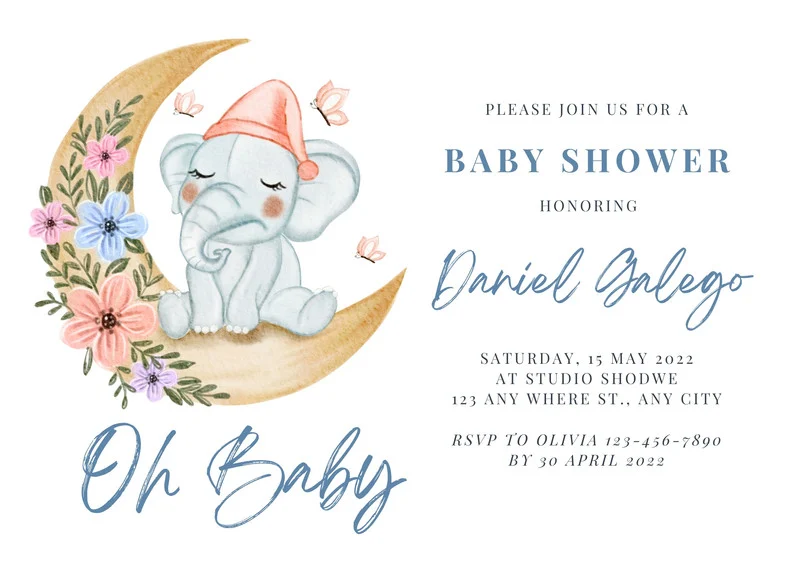 PLEASE JOIN US FOR A
BABY SHOWER
HONORING
Daniel Galego
SATURDAY, 15 MAY 2022
AT STUDIO SHODWE
123 ANY WHERE ST., ANY CITY
RSVP TO OLIVIA 123-456-7890
BY 30 APRIL 2022
Oh Baby